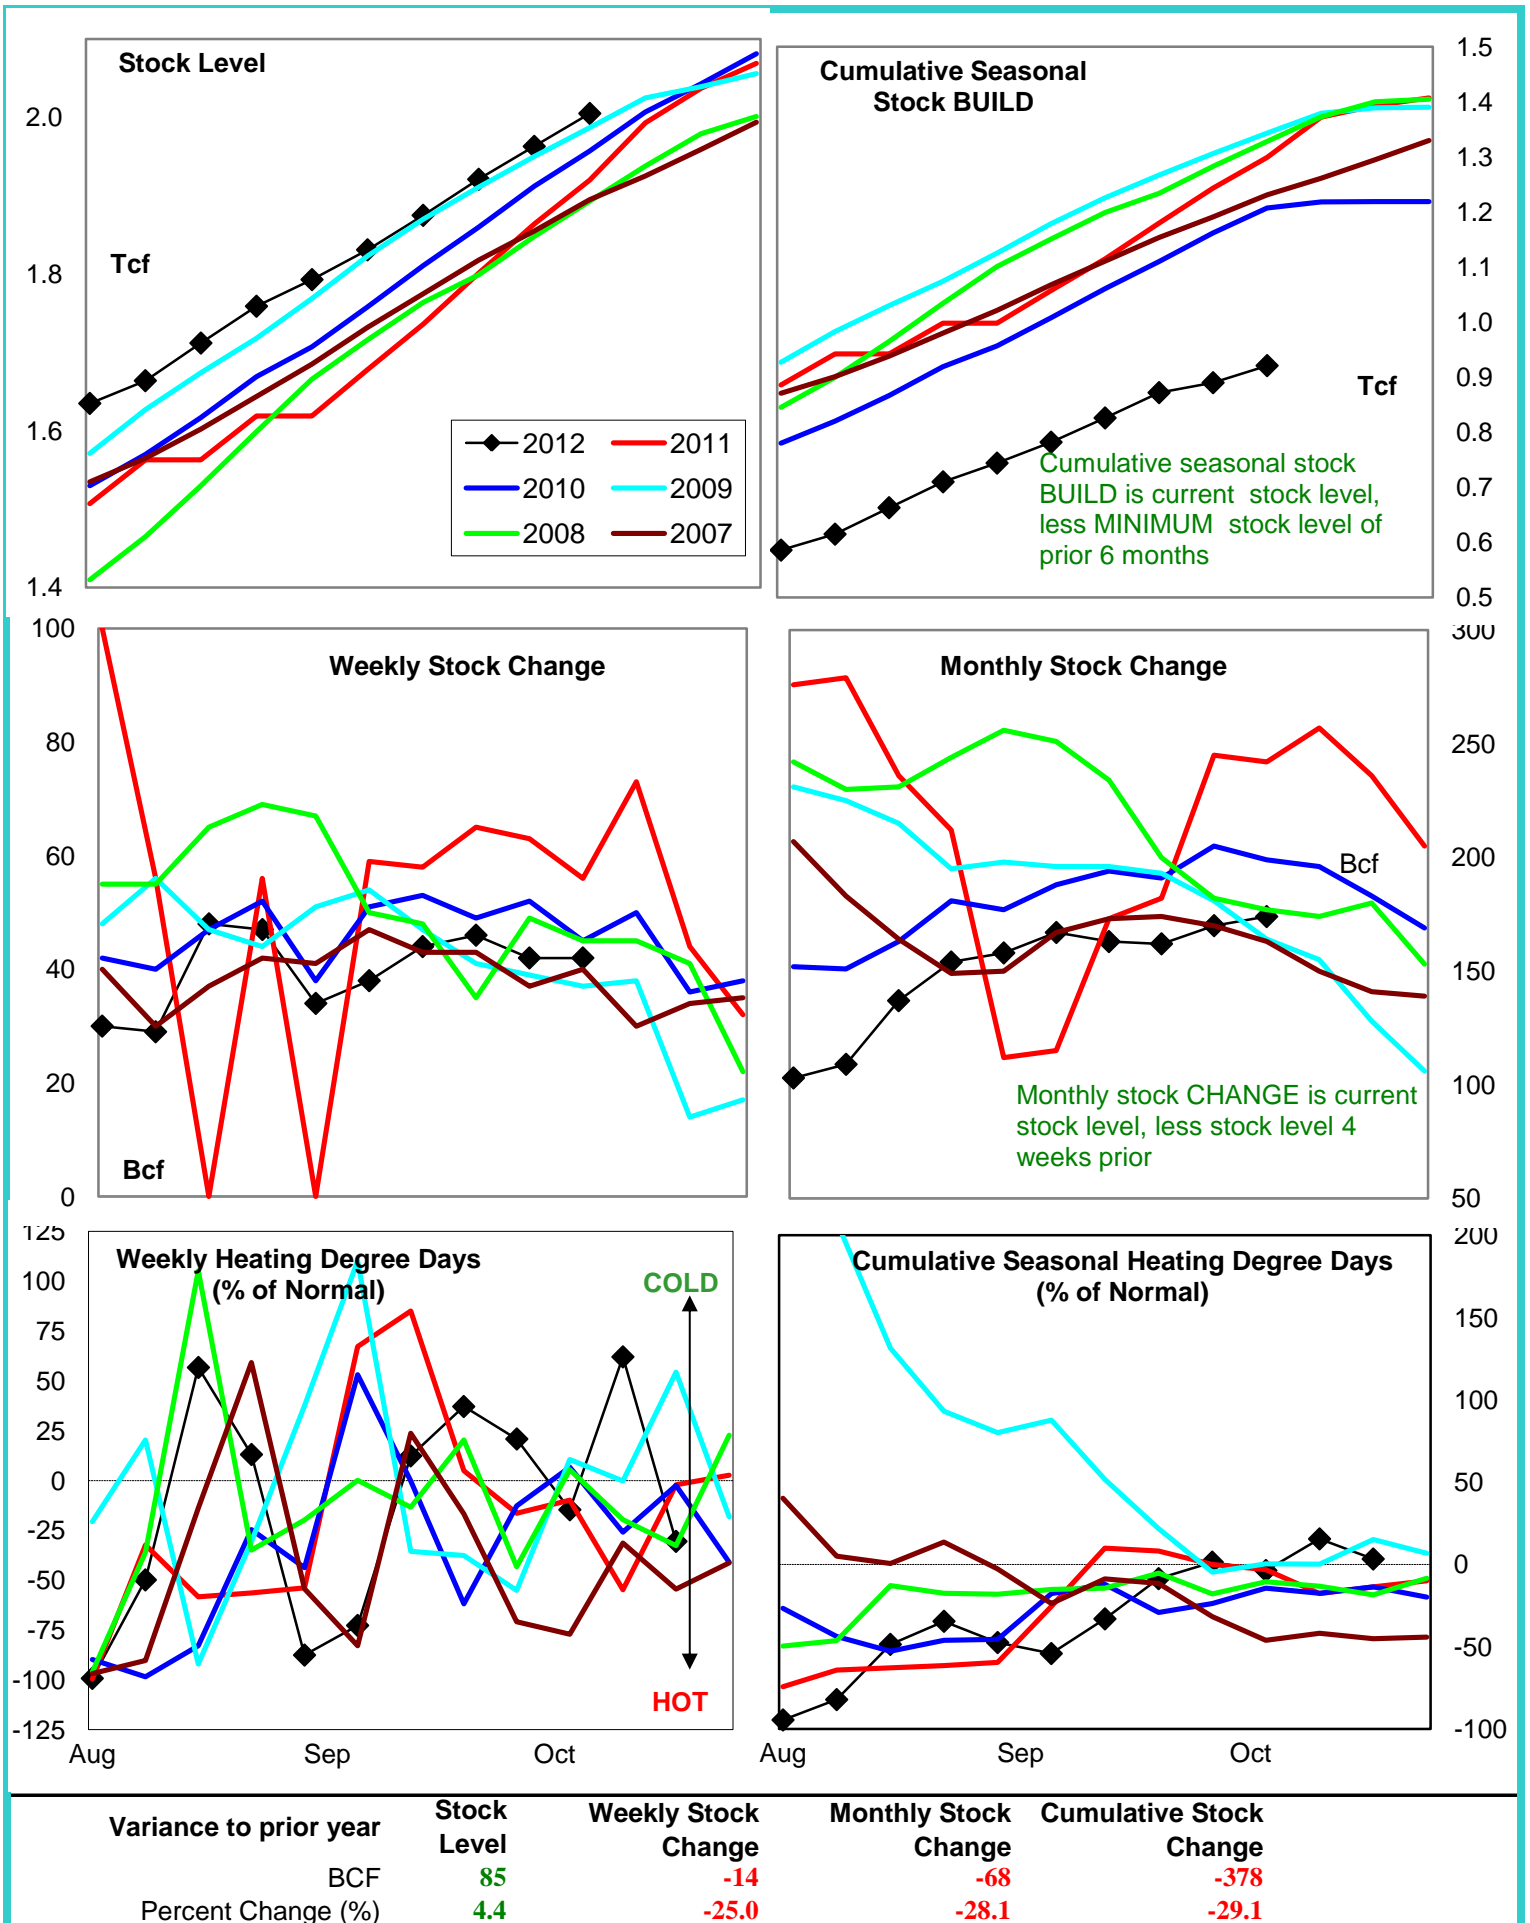 Stock Level
2.0
1.8
1.6
1.4
Tcf
2012
2011
2010
2009
2008
2007
Cumulative Seasonal
Stock BUILD
1.5
1.4
1.3
1.2
1.1
1.0
0.9
0.8
0.7
0.6
0.5
Tcf
Cumulative seasonal stock
BUILD is current stock level,
less MINIMUM stock level of
prior 6 months
Weekly Stock Change
100
80
60
40
20
0
Bcf
Monthly Stock Change
300
250
200
150
100
50
Bcf
Monthly stock CHANGE is current
stock level, less stock level 4
weeks prior
Weekly Heating Degree Days
(% of Normal)
125
100
75
50
25
0
-25
-50
-75
-100
-125
COLD
HOT
Aug Sep Oct
Cumulative Seasonal Heating Degree Days
(% of Normal)
200
150
100
50
0
-50
-100
Aug Sep Oct
Variance to prior year
Stock
Level
Weekly Stock
Change
Monthly Stock
Change
Cumulative Stock
Change
BCF 85 -14 -68 -378
Percent Change (%) 4.4 -25.0 -28.1 -29.1